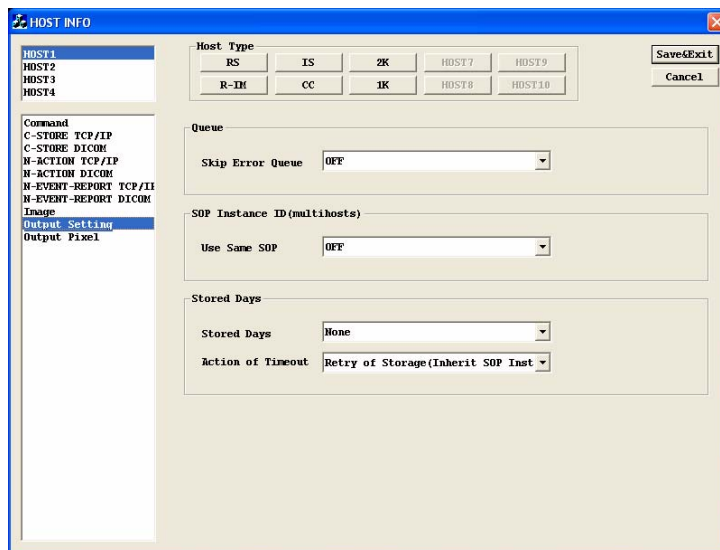 HOST INFO
HOST1
HOST2
HOST3
HOST4
Host Type
RS IS 2K HOST7 HOST9
R-IM CC 1K HOST8 HOST10
Save&Exit
Cancel
Command
C-STORE TCP/IP
C-STORE DICOM
N-ACTION TCP/IP
N-ACTION DICOM
N-EVENT-REPORT TCP/IP
N-EVENT-REPORT DICOM
Image
Output Setting
Output Pixel
Queue
Skip Error Queue OFF
SOP Instance ID(multihosts)
Use Same SOP OFF
Stored Days
Stored Days None
Action of Timeout Retry of Storage(Inherit SOP Inst